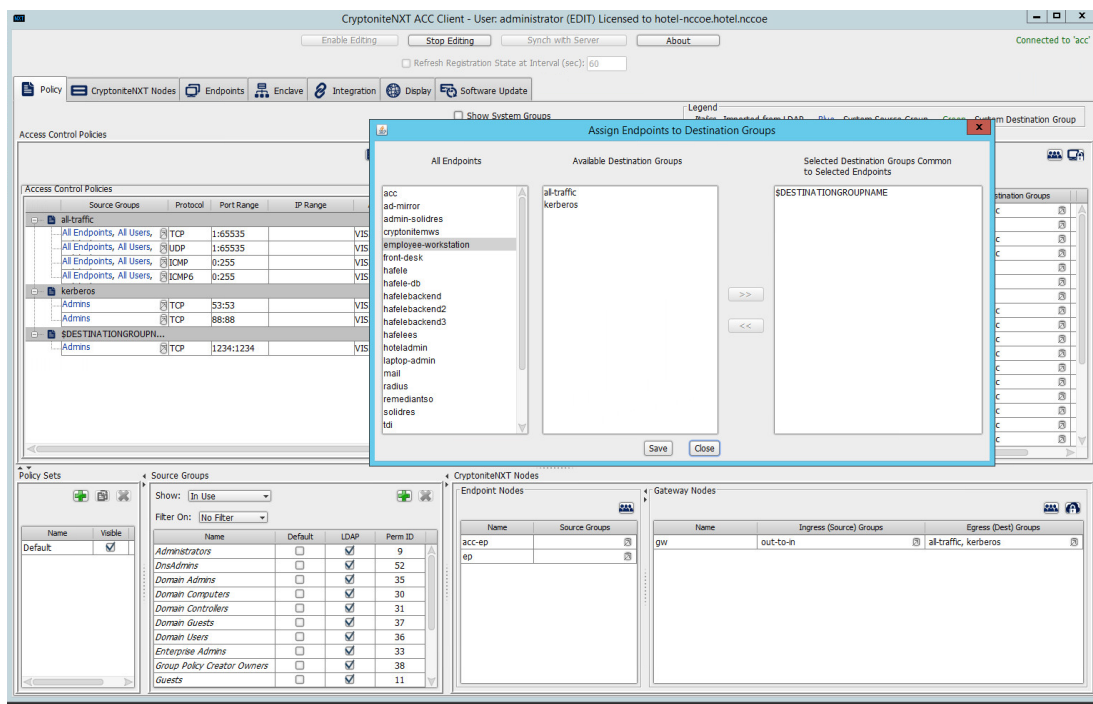 NXT CryptoniteNXT ACC Client - User: administrator (EDIT) Licensed to hotel-nccoe.hotel.nccoe
Enable Editing Stop Editing Synch with Server About Connected to 'acc'
Refresh Registration State at Interval (sec): 60
Policy CryptoniteNXT Nodes Endpoints Enclave Integration Display Software Update
Show System Groups
Legend
Access Control Policies
Assign Endpoints to Destination Groups
All Endpoints
Available Destination Groups
Selected Destination Groups Common
to Selected Endpoints
acc
ad-mirror
admin-solidres
cryptonitemws
employee-workstation
front-desk
hafele
hafele-db
hafelebackend
hafelebackend2
hafelebackend3
hafelees
hoteladmin
laptop-admin
mail
radius
remediantso
solidres
tdi
all-traffic
kerberos
>>
<<
$DESTINATIONGROUPNAME
Save Close
Access Control Policies
Source Groups Protocol Port Range IP Range
all-traffic
All Endpoints, All Users, TCP 1:65535 VIS
All Endpoints, All Users, UDP 1:65535 VIS
All Endpoints, All Users, ICMP 0:255 VIS
All Endpoints, All Users, ICMP6 0:255 VIS
kerberos
Admins TCP 53:53 VIS
Admins TCP 88:88 VIS
$DESTINATIONGROUPN...
Admins TCP 1234:1234 VIS
Policy Sets
Name Visible
Default
Source Groups
Show: In Use
Filter On: No Filter
Name Default LDAP Perm ID
Administrators 9
DnsAdmins 52
Domain Admins 35
Domain Computers 30
Domain Controllers 31
Domain Guests 37
Domain Users 36
Enterprise Admins 33
Group Policy Creator Owners 38
Guests 11
CryptoniteNXT Nodes
Endpoint Nodes
Name Source Groups
acc-ep
ep
Gateway Nodes
Name Ingress (Source) Groups Egress (Dest) Groups
gw out-to-in all-traffic, kerberos